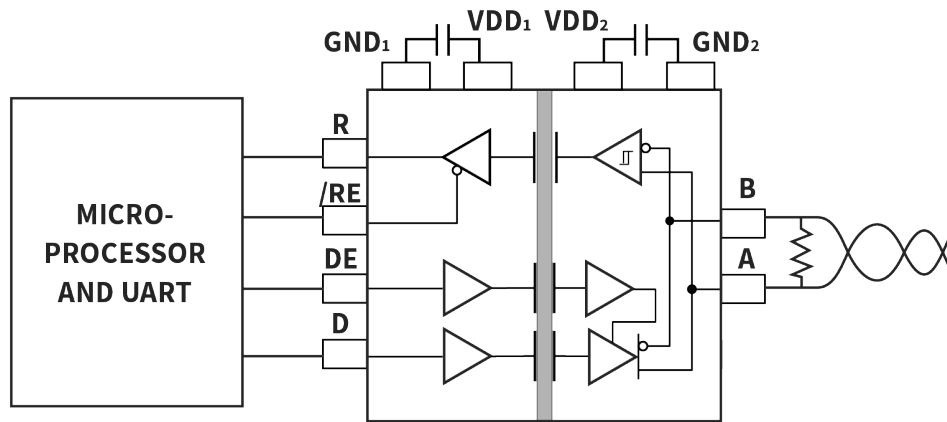 GND1
VDD1
VDD2
GND2
R
/RE
DE
D
MICRO-
PROCESSOR
AND UART
B
A